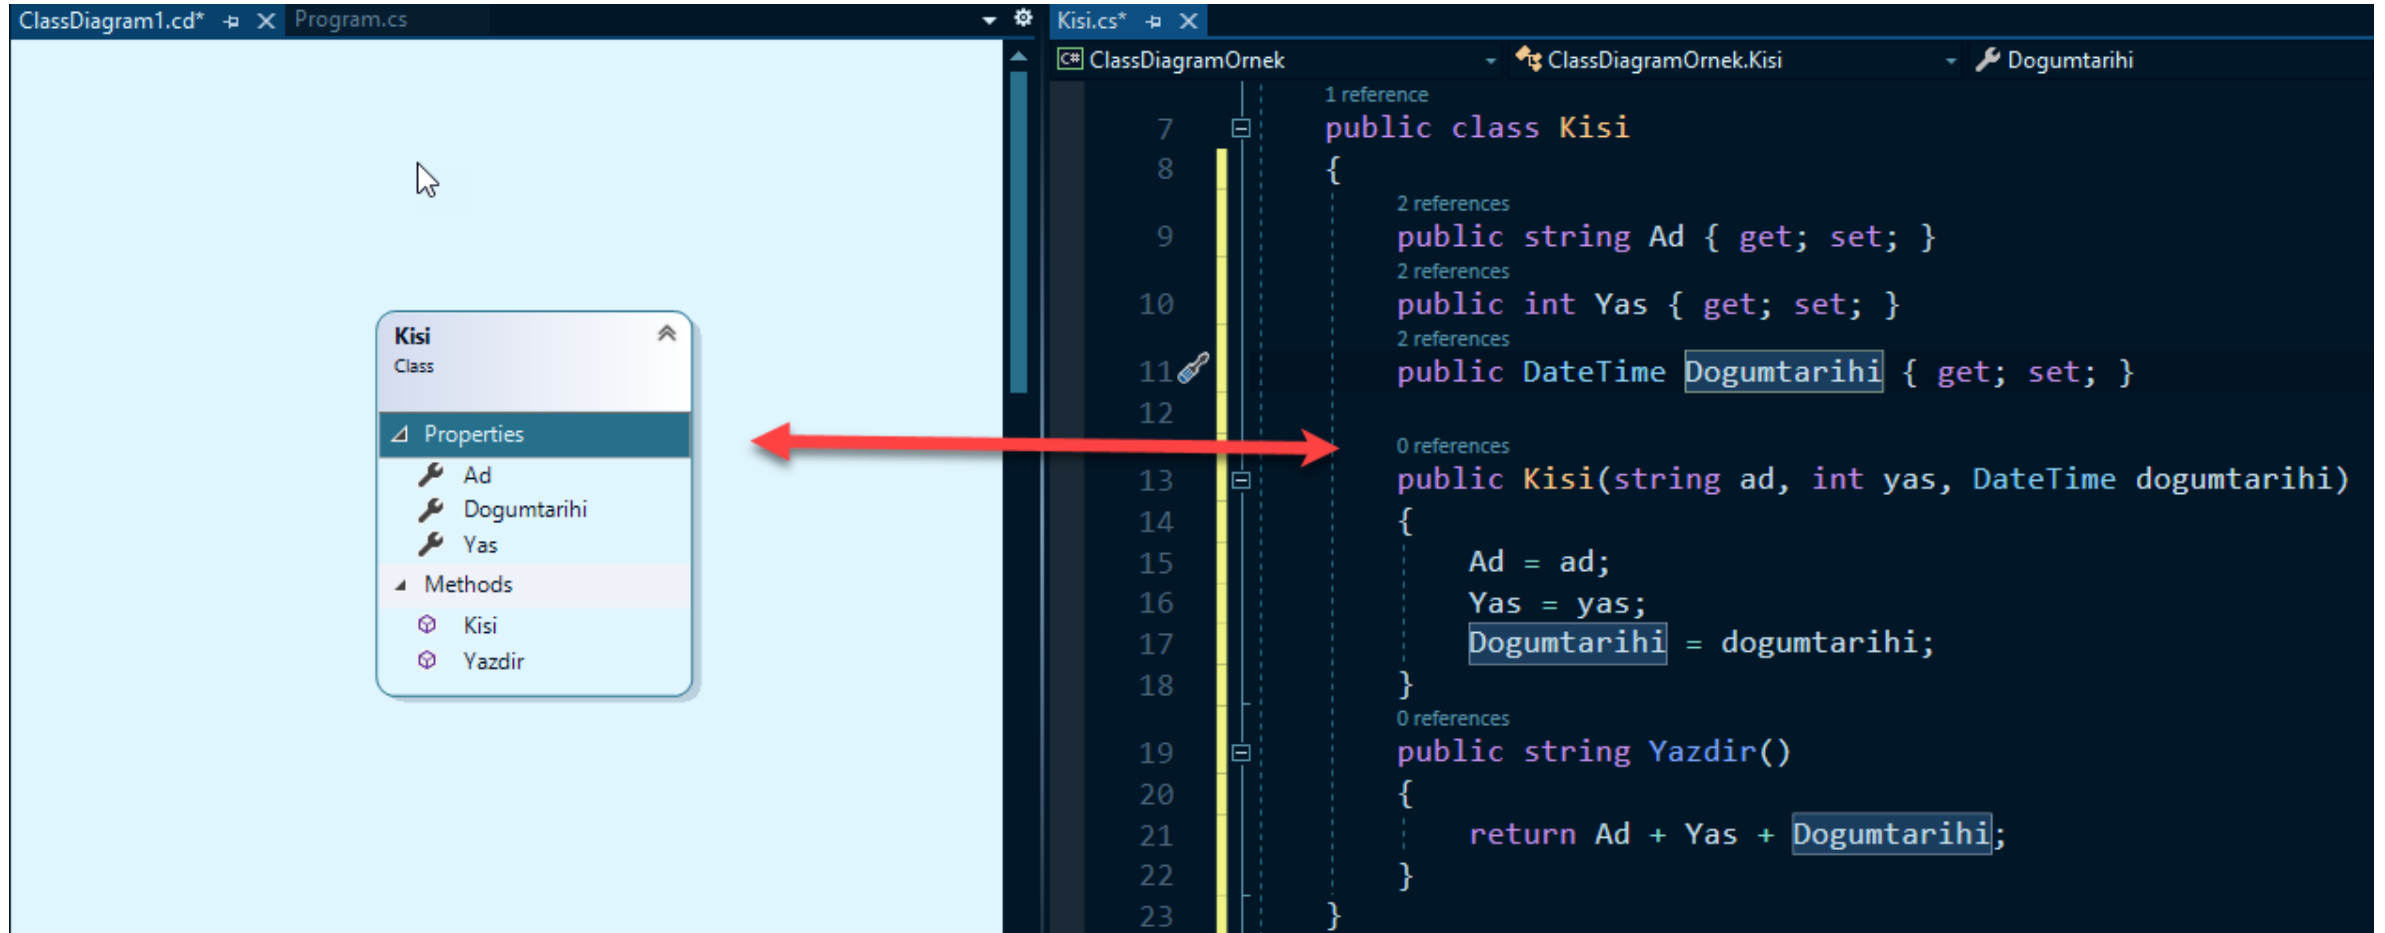 ClassDiagram1.cd*
Program.cs
Kisi
Class
Properties
Ad
Dogumtarihi
Yas
Methods
Kisi
Yazdir
Kisi.cs*
C# ClassDiagramOrnek ClassDiagramOrnek.Kisi Dogumtarihi
1 reference
7 public class Kisi
8 {
2 references
9 public string Ad { get; set; }
2 references
10 public int Yas { get; set; }
2 references
11 public DateTime Dogumtarihi { get; set; }
12
0 references
13 public Kisi(string ad, int yas, DateTime dogumtarihi)
14 {
15 Ad = ad;
16 Yas = yas;
17 Dogumtarihi = dogumtarihi;
18 }
0 references
19 public string Yazdir()
20 {
21 return Ad + Yas + Dogumtarihi;
22 }
23 }